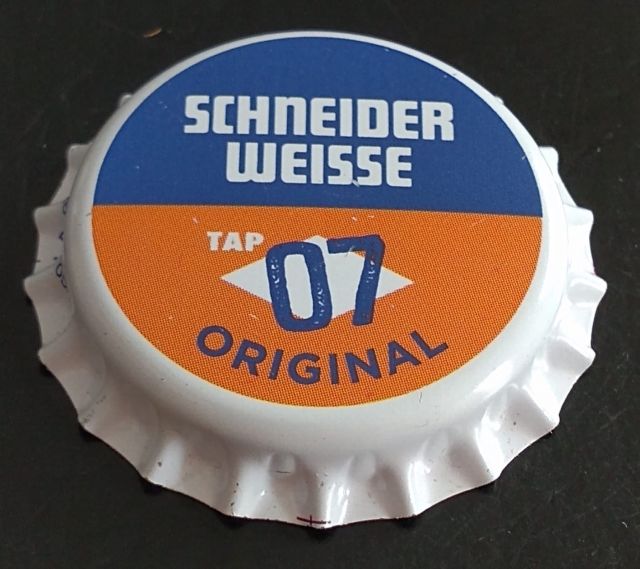 SCHNEIDER
WEISSE
TAP 07
ORIGINAL